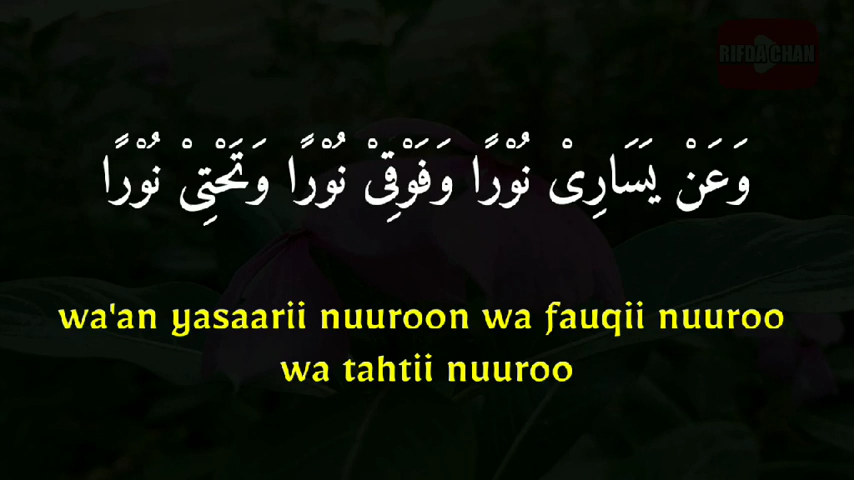 RIFDA CHAN
وَعَنْ يَسَارِيْ نُوْرًا وَفَوْقِيْ نُوْرًا وَتَحْتِيْ نُوْرًا
wa'an yasaarii nuuroon wa fauqii nuuroo
wa tahtii nuuroo